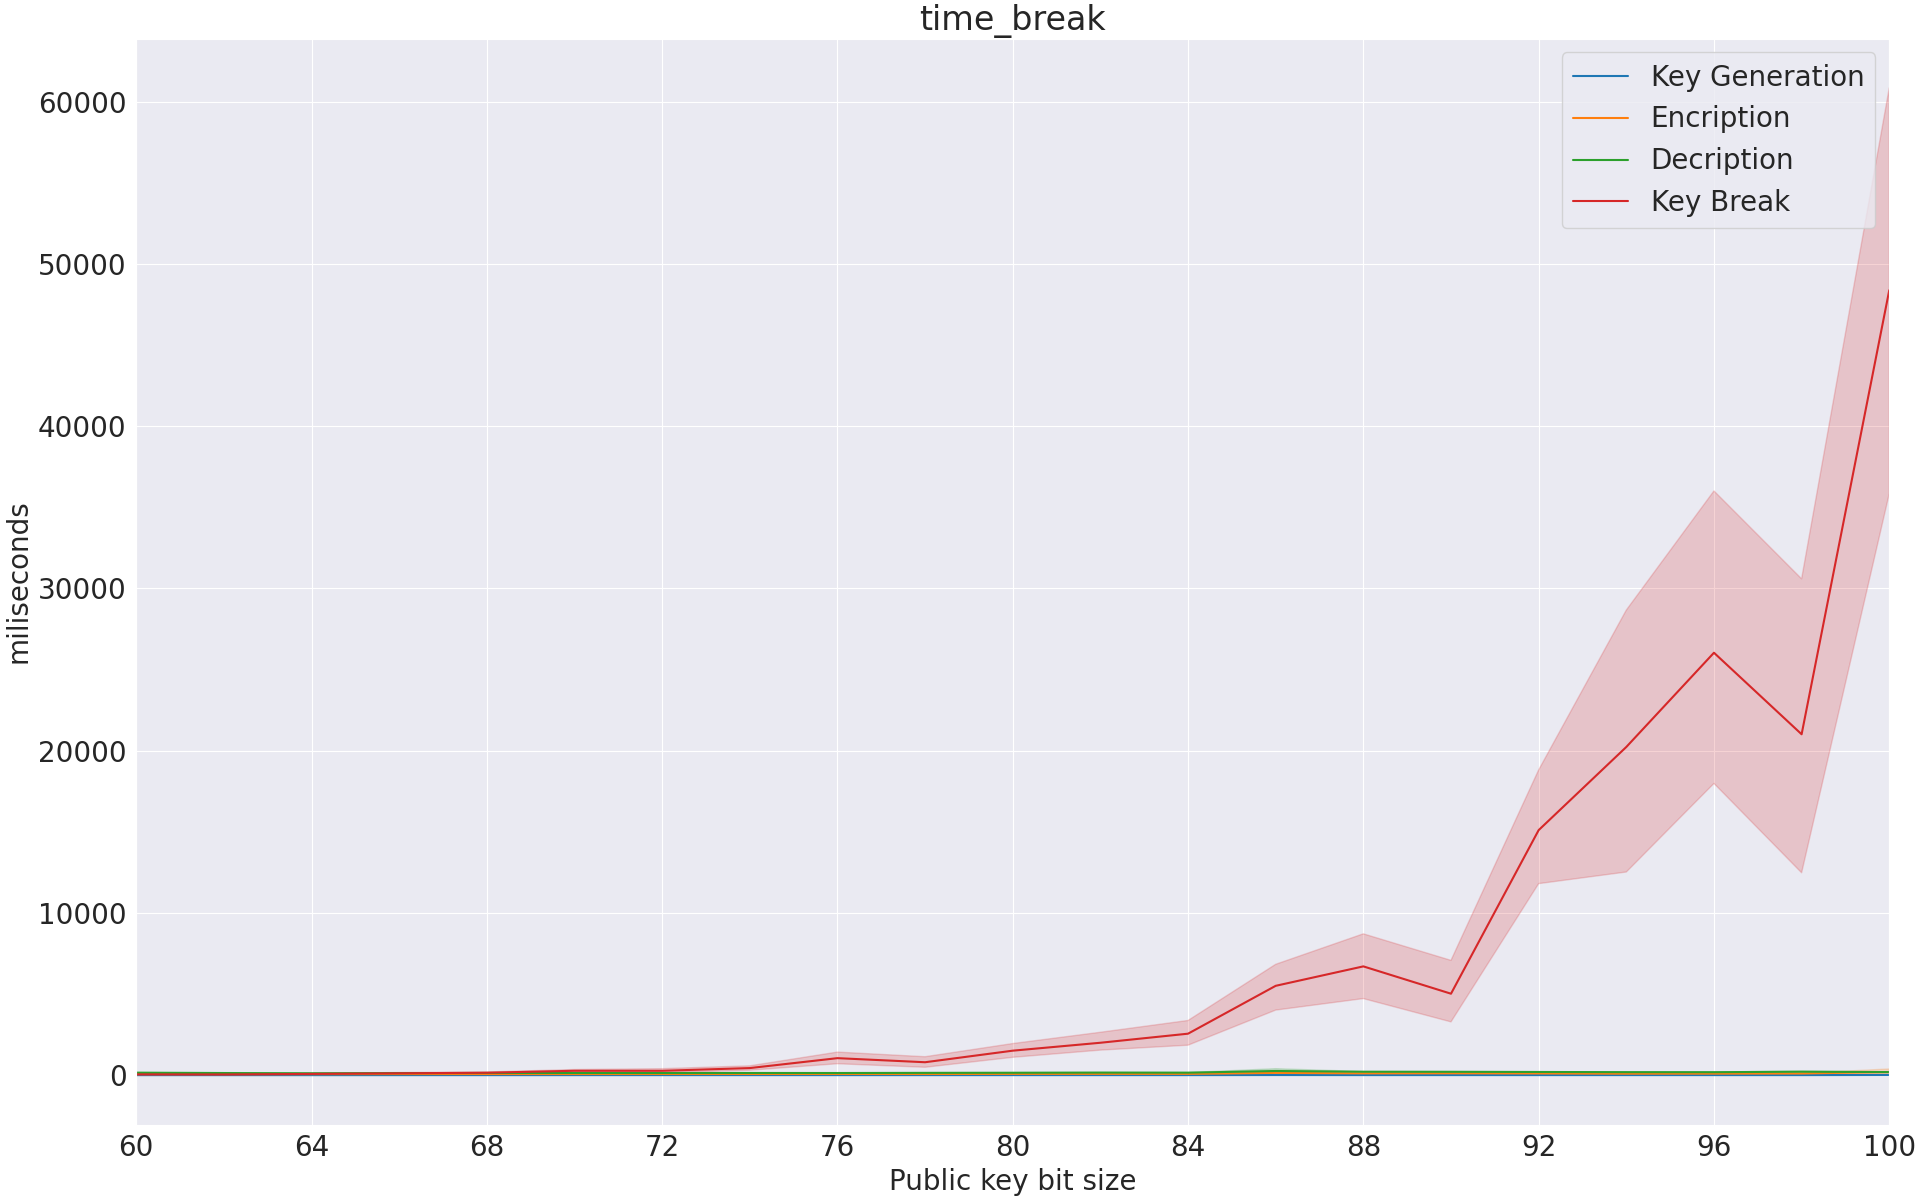 time_break
60000
50000
40000
30000
20000
10000
0
miliseconds
Key Generation
Encription
Decription
Key Break
60 64 68 72 76 80 84 88 92 96 100
Public key bit size